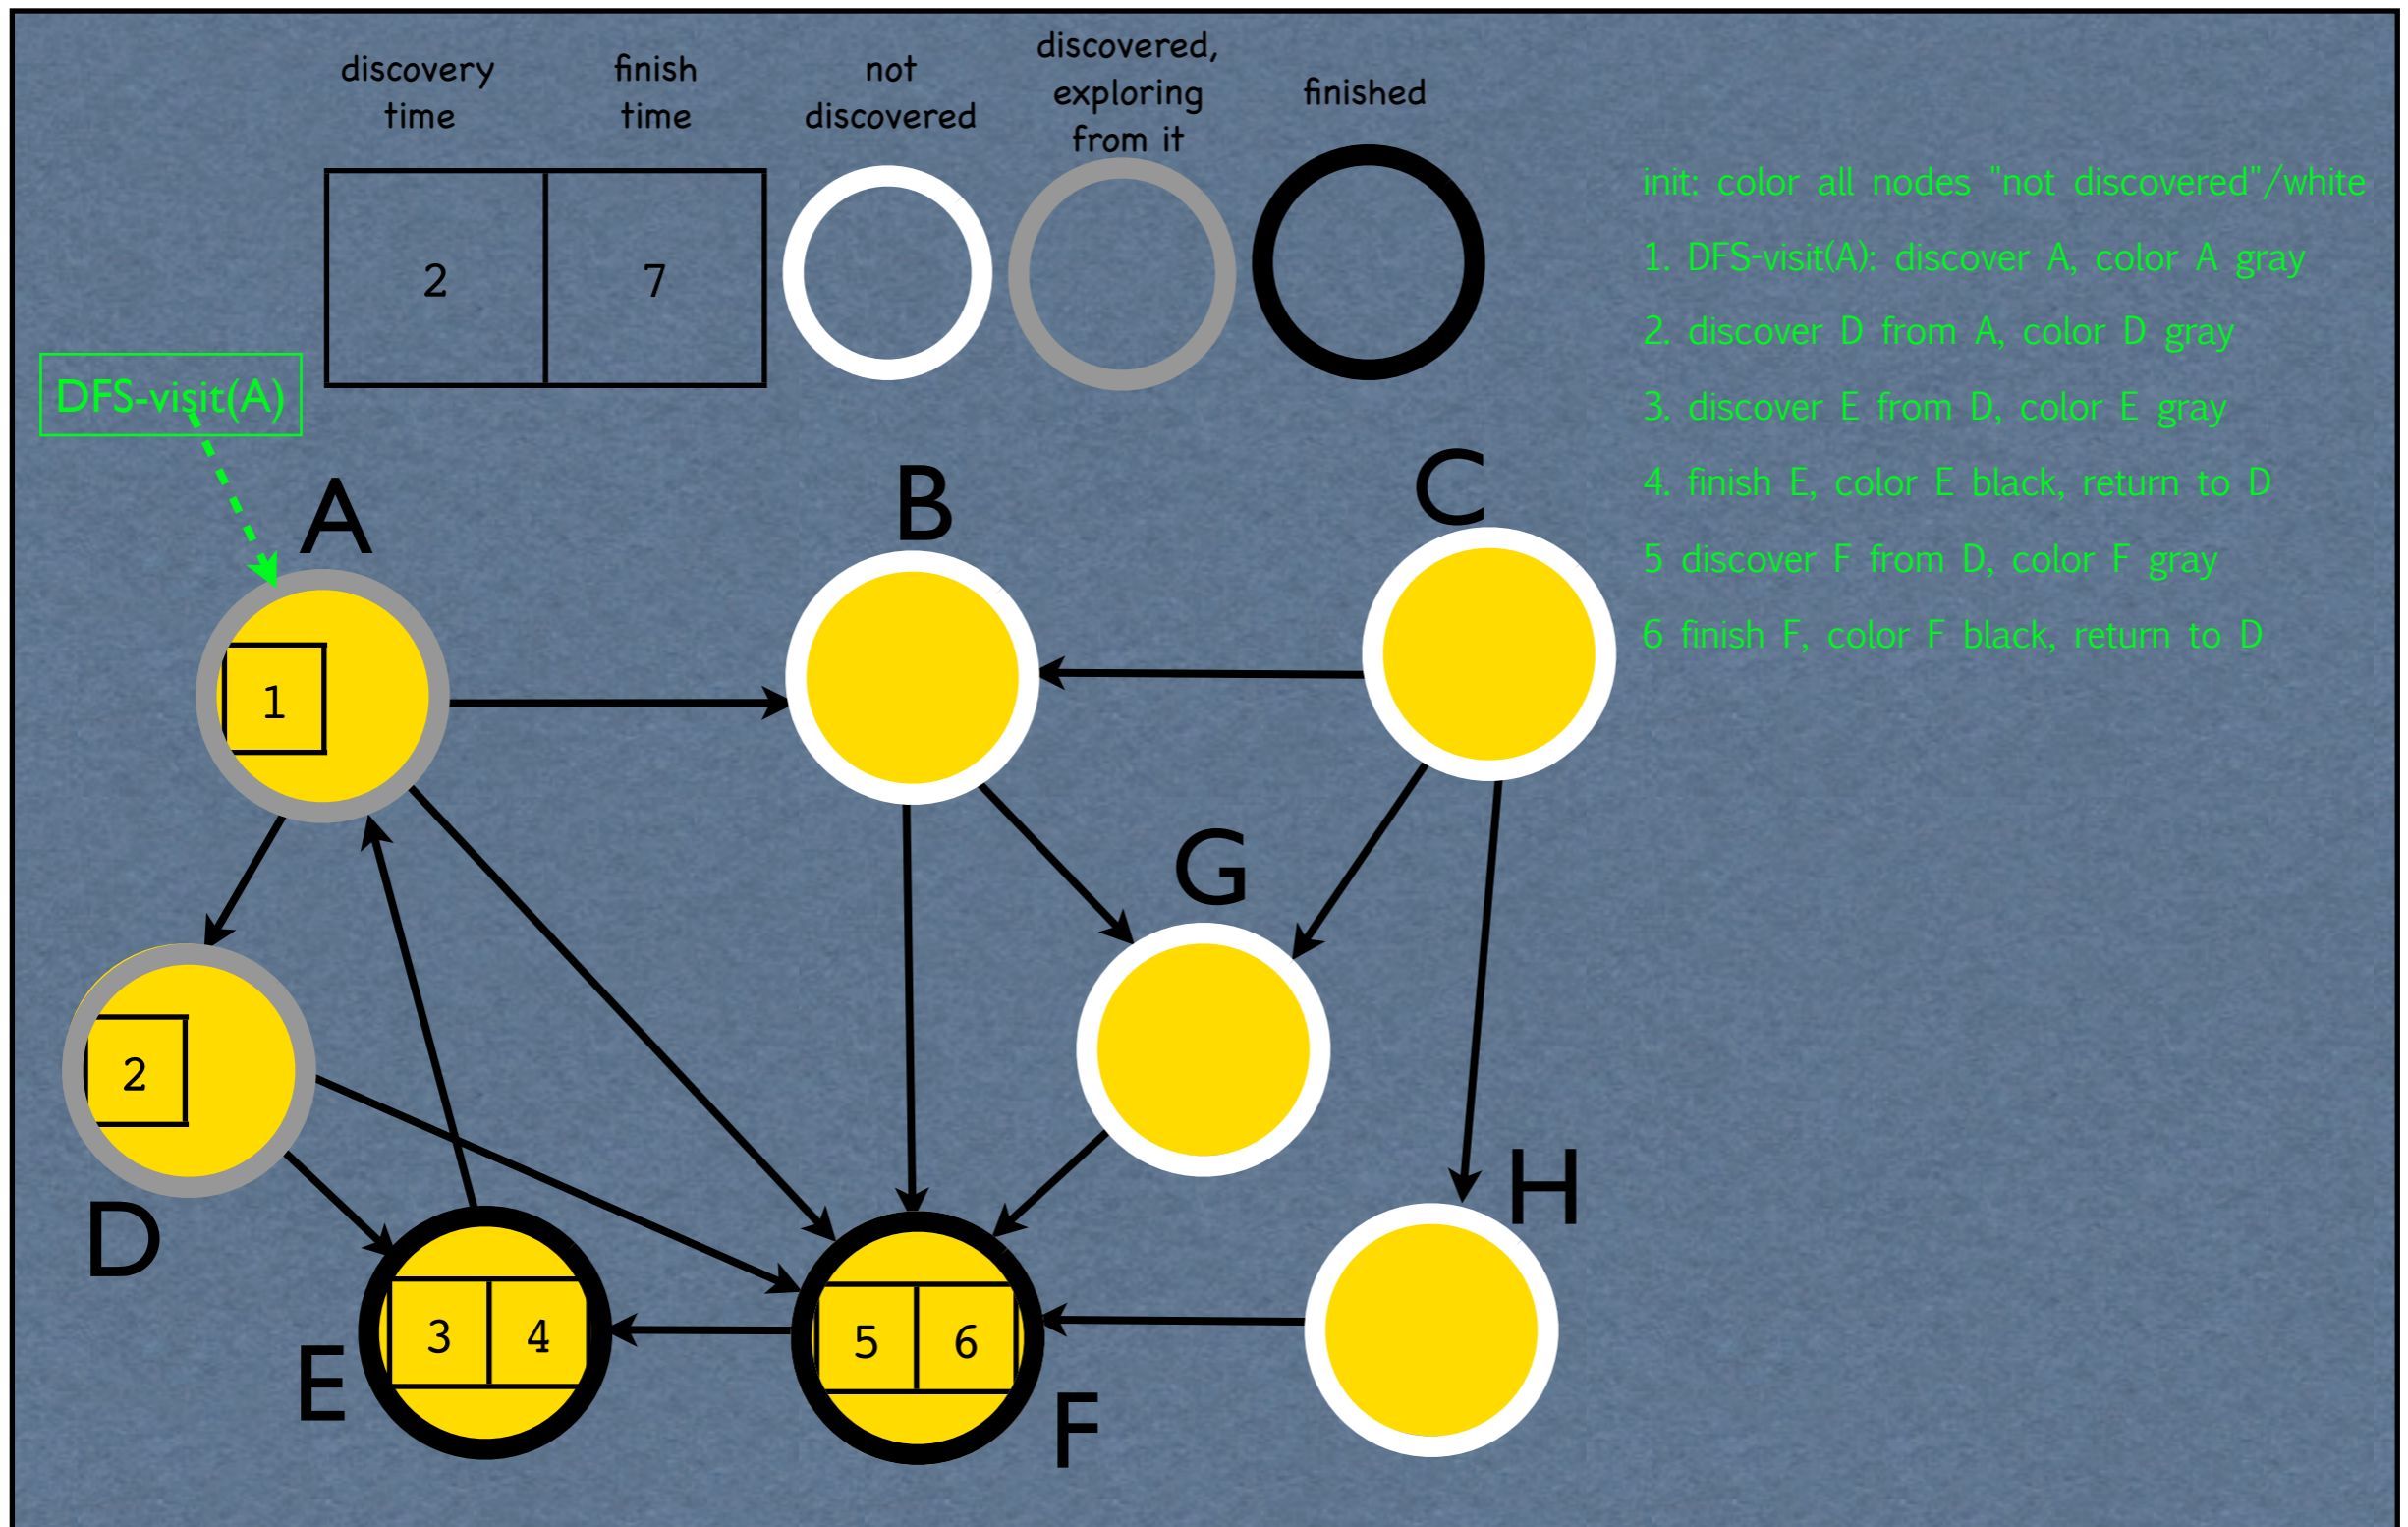 discovery
time
finish
time
not
discovered
discovered,
exploring
from it
finished
2
7
init: color all nodes "not discovered"/white
1. DFS-visit(A): discover A, color A gray
2. discover D from A, color D gray
3. discover E from D, color E gray
4. finish E, color E black, return to D
5 discover F from D, color F gray
6 finish F, color F black, return to D
DFS-visit(A)
A
B
C
1
G
2
D
H
E
3
4
5
6
F